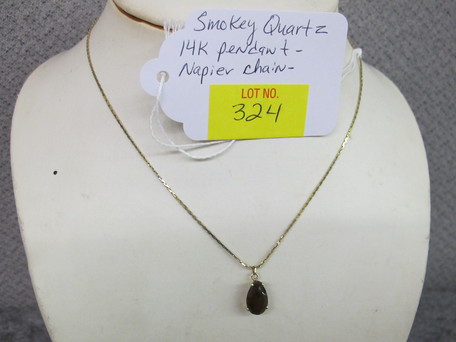 Smokey Quartz
14K pendant -
Napier chain -
LOT NO.
324